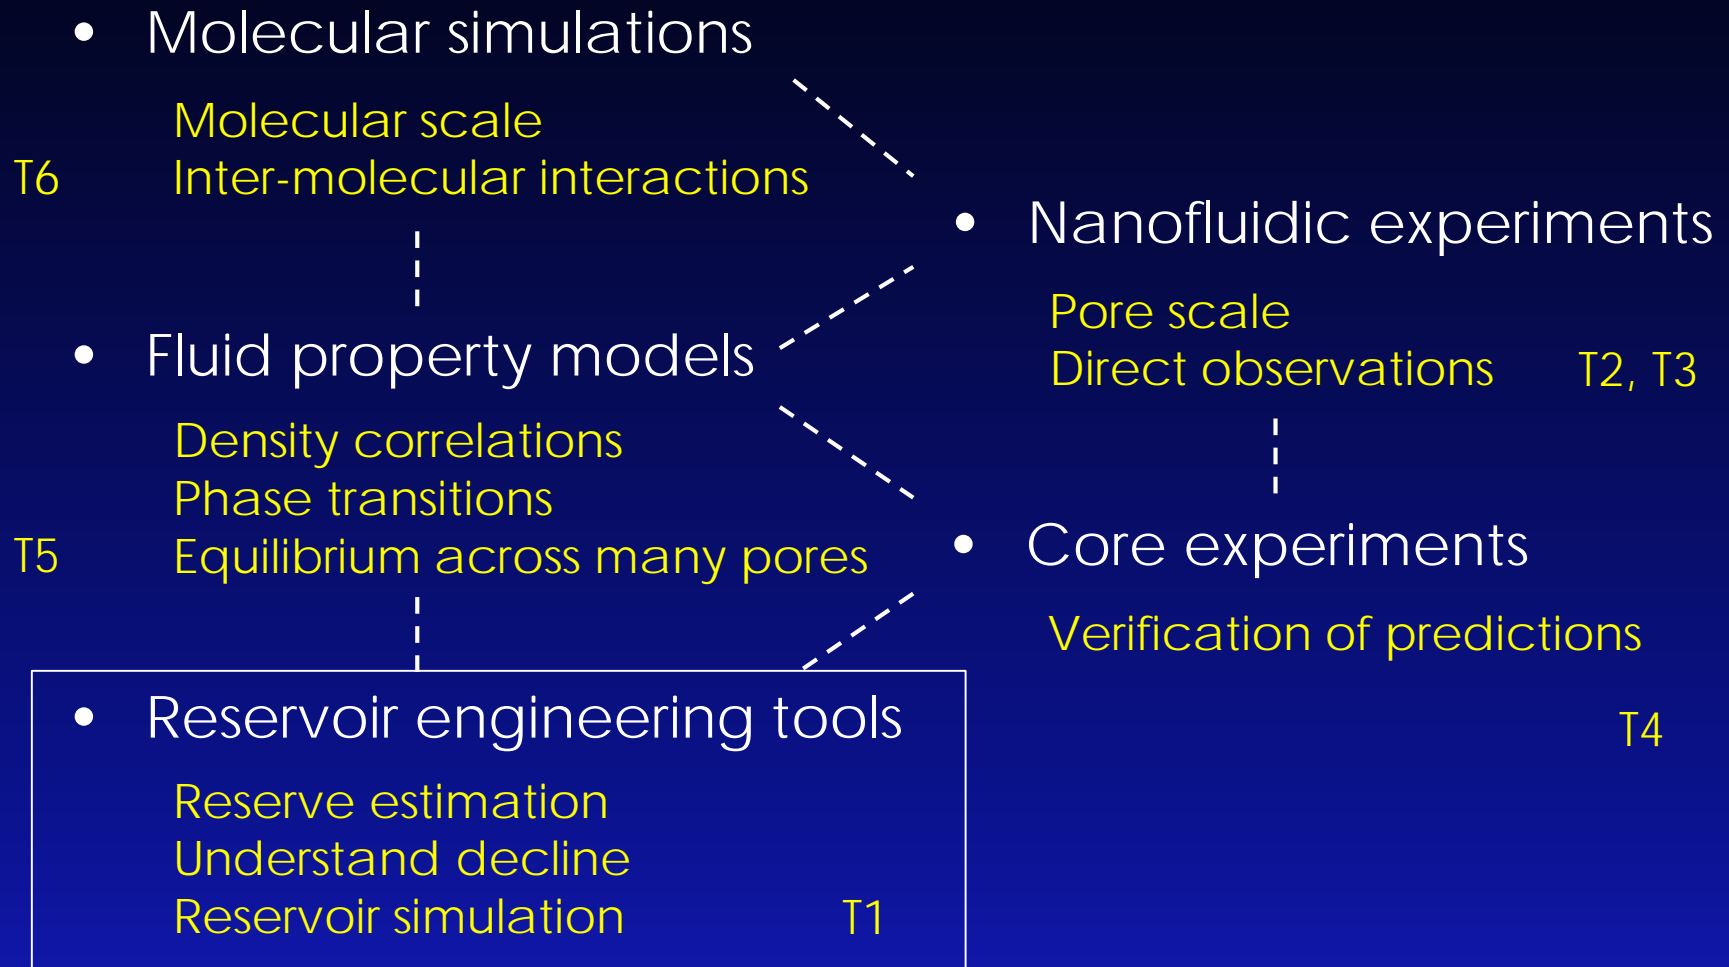 • Molecular simulations
Molecular scale
T6 Inter-molecular interactions
• Fluid property models
Density correlations
Phase transitions
T5 Equilibrium across many pores
• Reservoir engineering tools
Reserve estimation
Understand decline
Reservoir simulation T1
• Nanofluidic experiments
Pore scale
Direct observations T2, T3
• Core experiments
Verification of predictions
T4